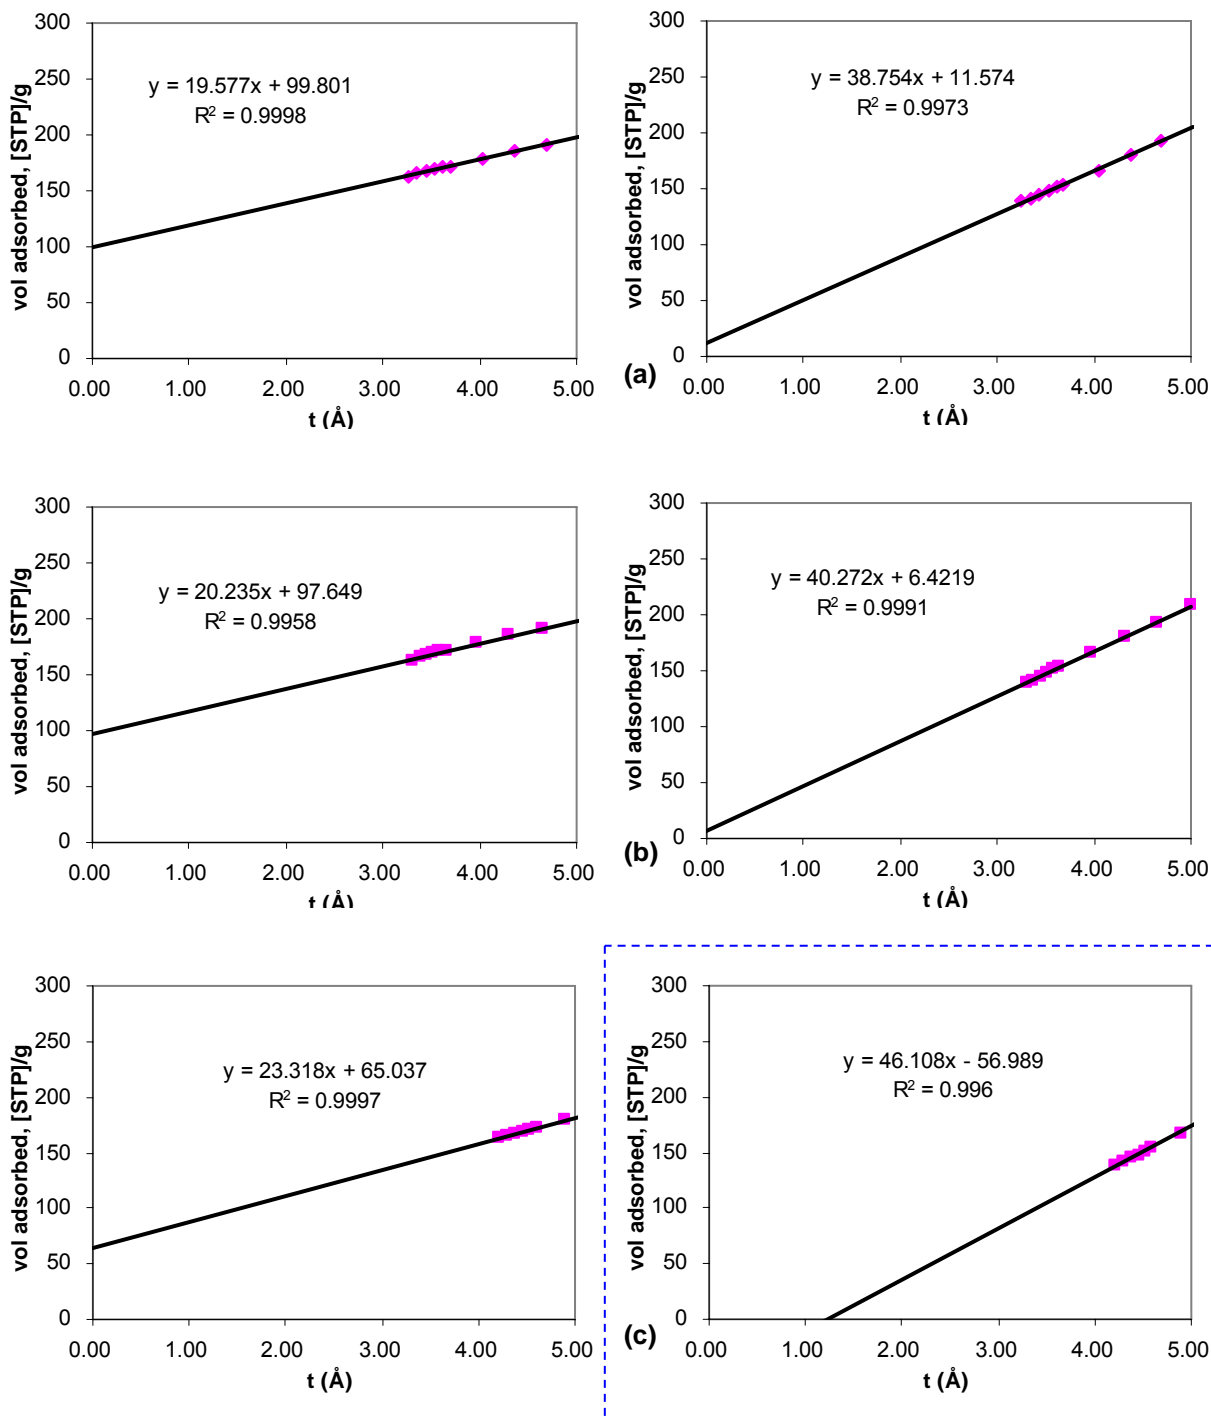 300
250
200
150
100
50
0
vol adsorbed, [STP]/g
y = 19.577x + 99.801
R² = 0.9998
0.00 1.00 2.00 3.00 4.00 5.00
t (Å)
300
250
200
150
100
50
0
vol adsorbed, [STP]/g
y = 38.754x + 11.574
R² = 0.9973
(a)
0.00 1.00 2.00 3.00 4.00 5.00
t (Å)
300
250
200
150
100
50
0
vol adsorbed, [STP]/g
y = 20.235x + 97.649
R² = 0.9958
0.00 1.00 2.00 3.00 4.00 5.00
t (Å)
300
250
200
150
100
50
0
vol adsorbed, [STP]/g
y = 40.272x + 6.4219
R² = 0.9991
(b)
0.00 1.00 2.00 3.00 4.00 5.00
t (Å)
300
250
200
150
100
50
0
vol adsorbed, [STP]/g
y = 23.318x + 65.037
R² = 0.9997
0.00 1.00 2.00 3.00 4.00 5.00
t (Å)
300
250
200
150
100
50
0
vol adsorbed, [STP]/g
y = 46.108x - 56.989
R² = 0.996
(c)
0.00 1.00 2.00 3.00 4.00 5.00
t (Å)